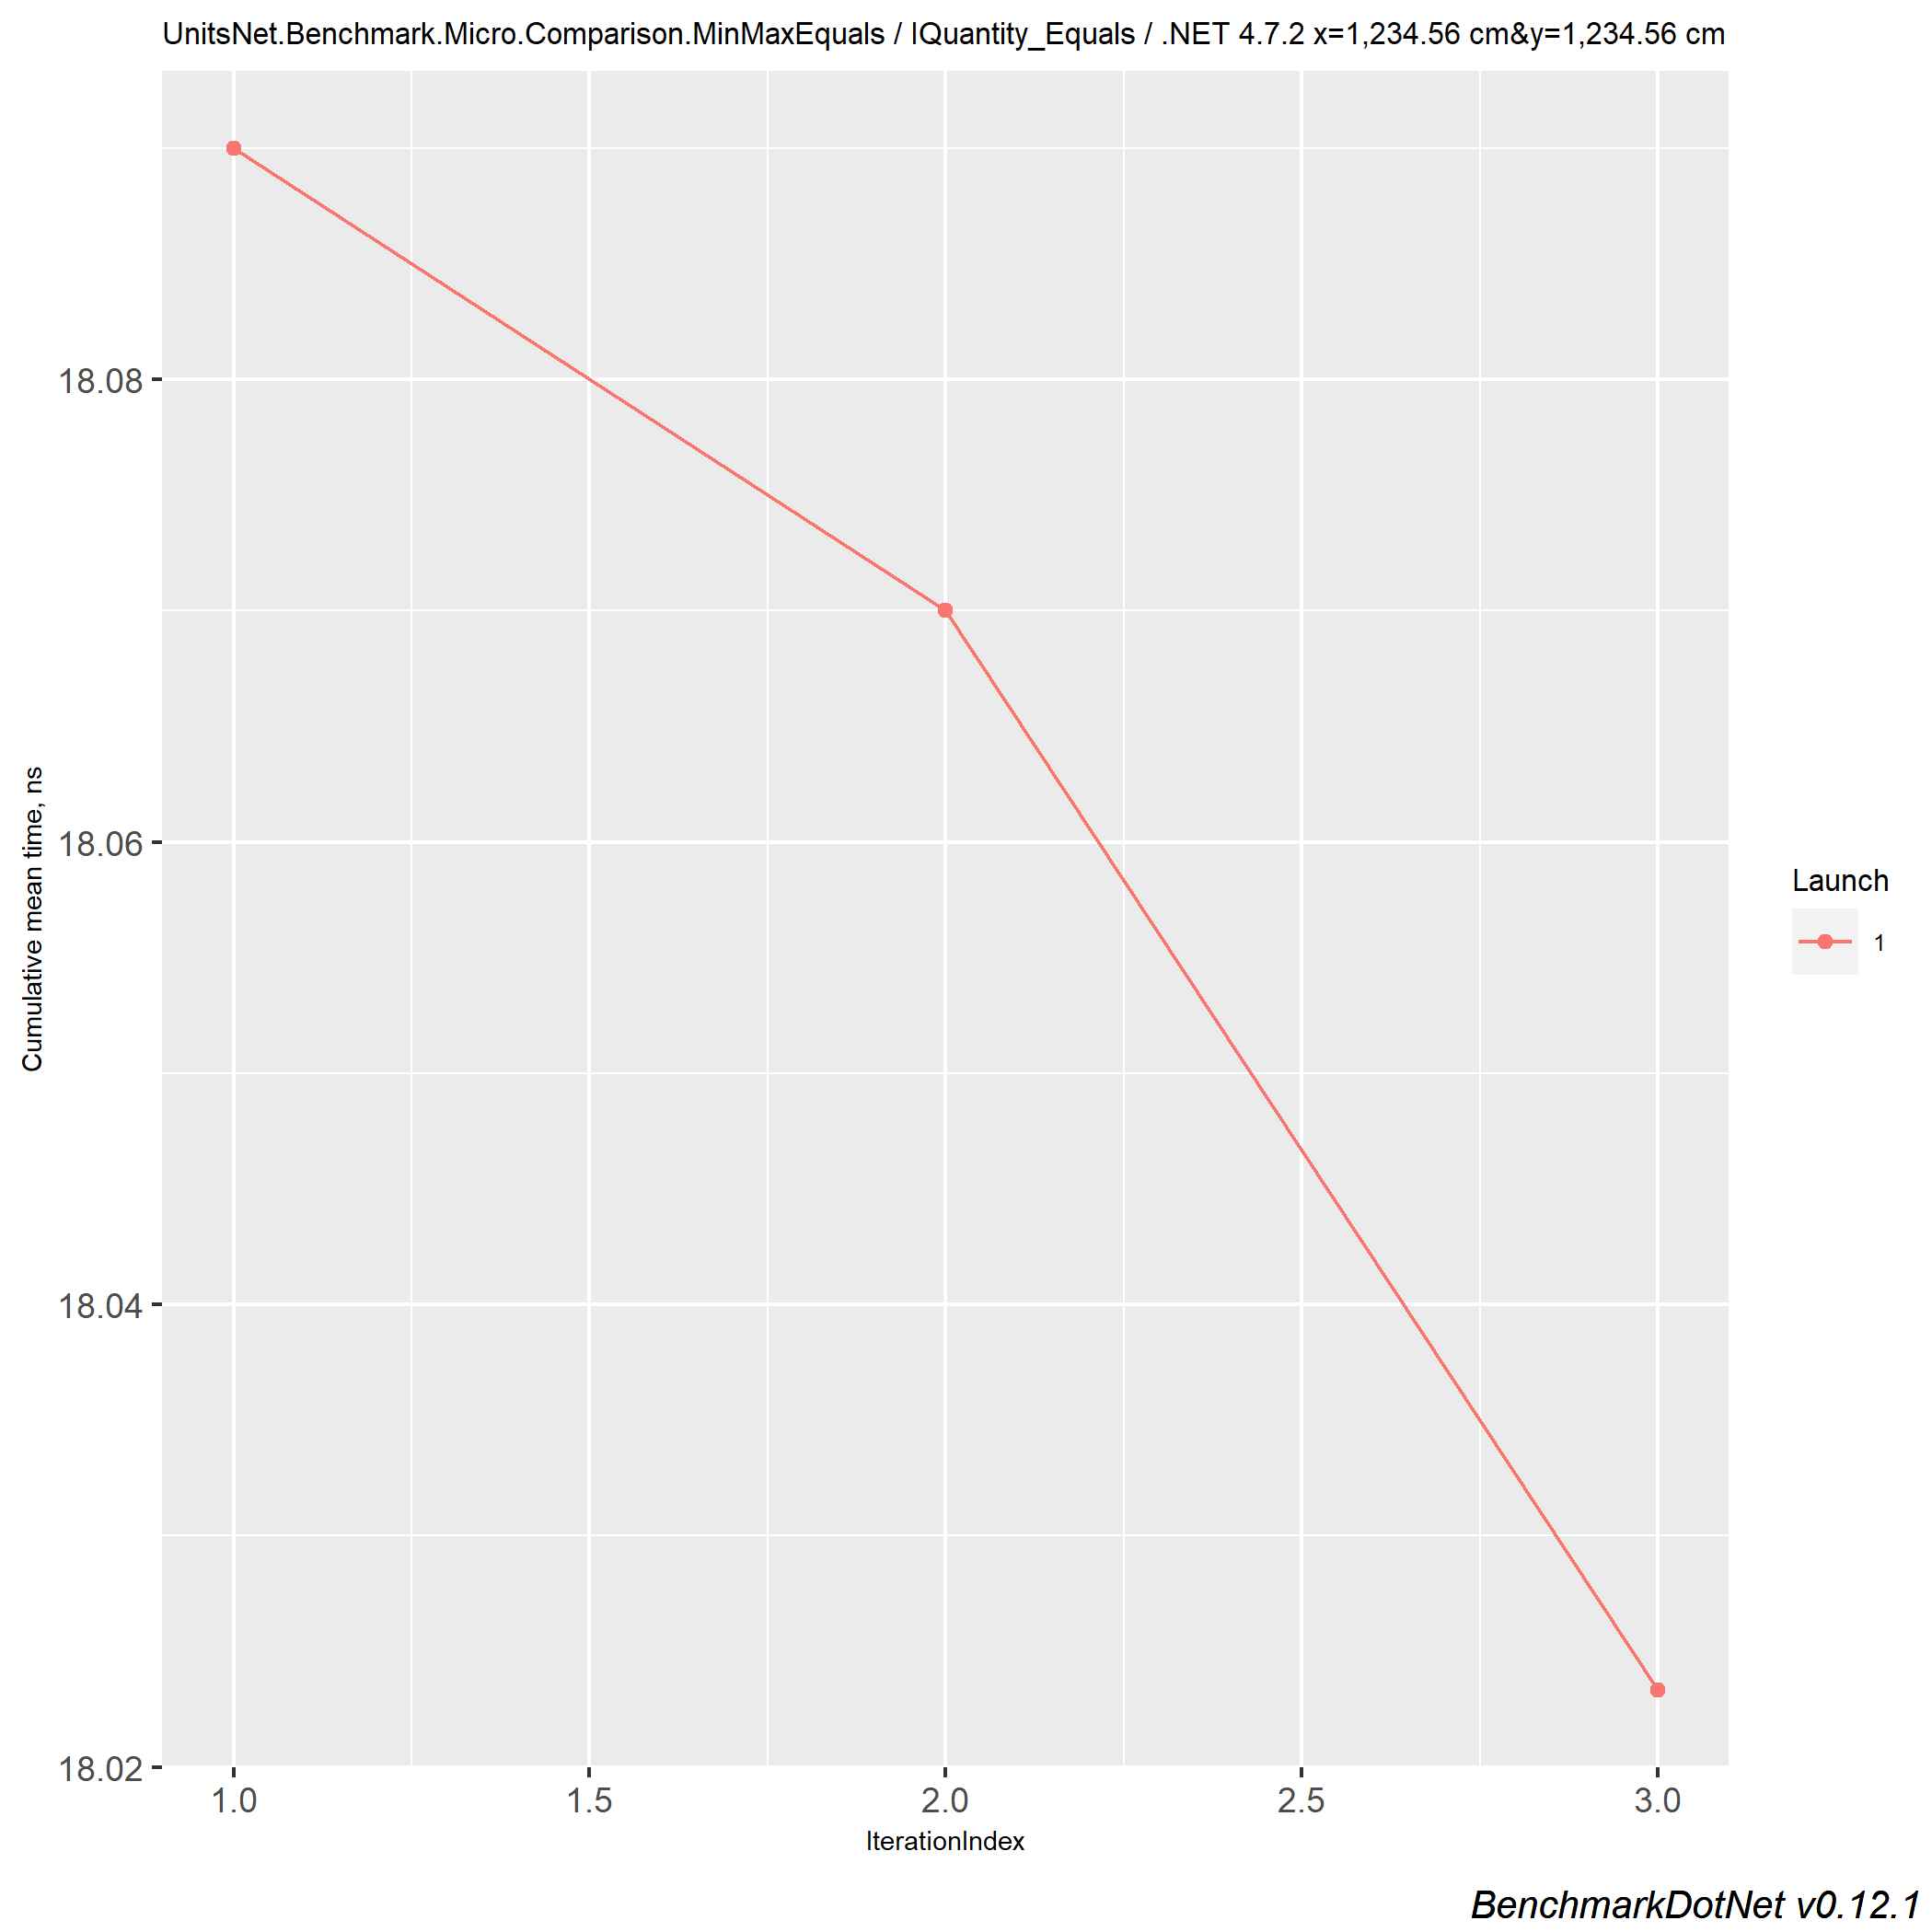 UnitsNet.Benchmark.Micro.Comparison.MinMaxEquals / IQuantity_Equals / .NET 4.7.2 x=1,234.56 cm&y=1,234.56 cm
Cumulative mean time, ns
18.08
18.06
18.04
18.02
1.0 1.5 2.0 2.5 3.0
IterationIndex
Launch
1
BenchmarkDotNet v0.12.1